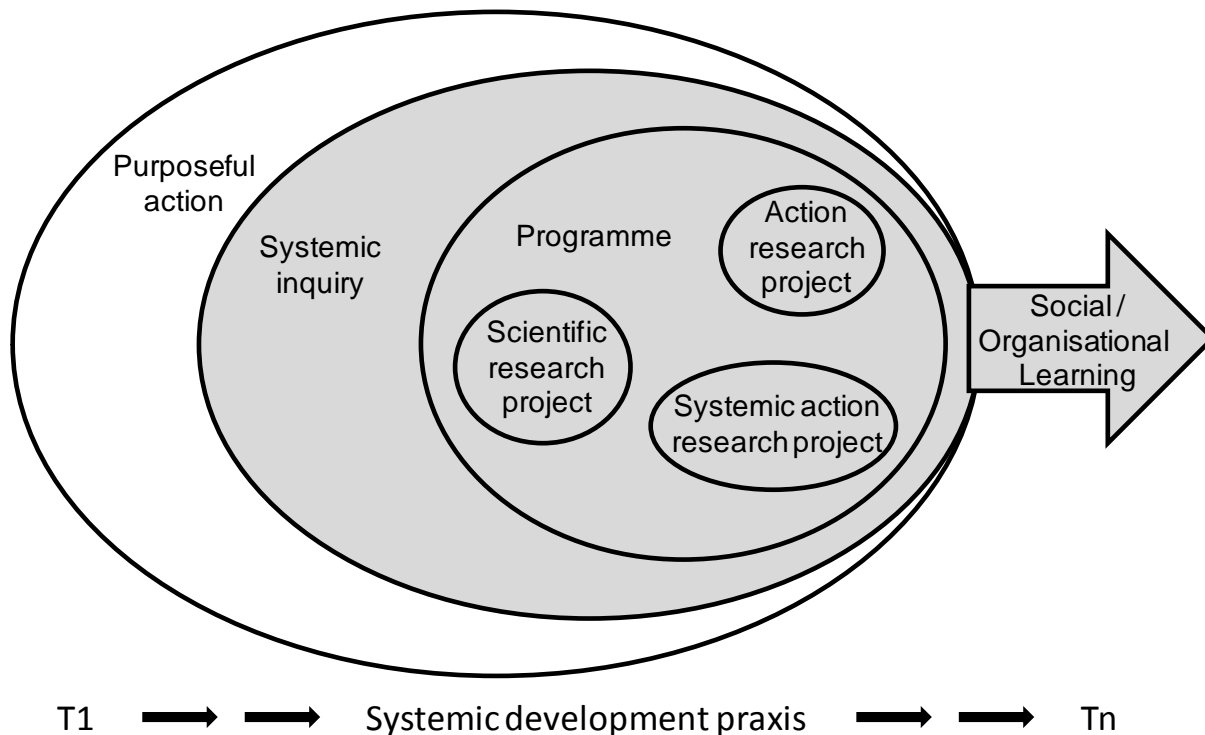 Purposeful
action
Systemic
inquiry
Programme
Action
research
project
Scientific
research
project
Systemic action
research project
Social /
Organisational
Learning
T1 Systemic development praxis Tn